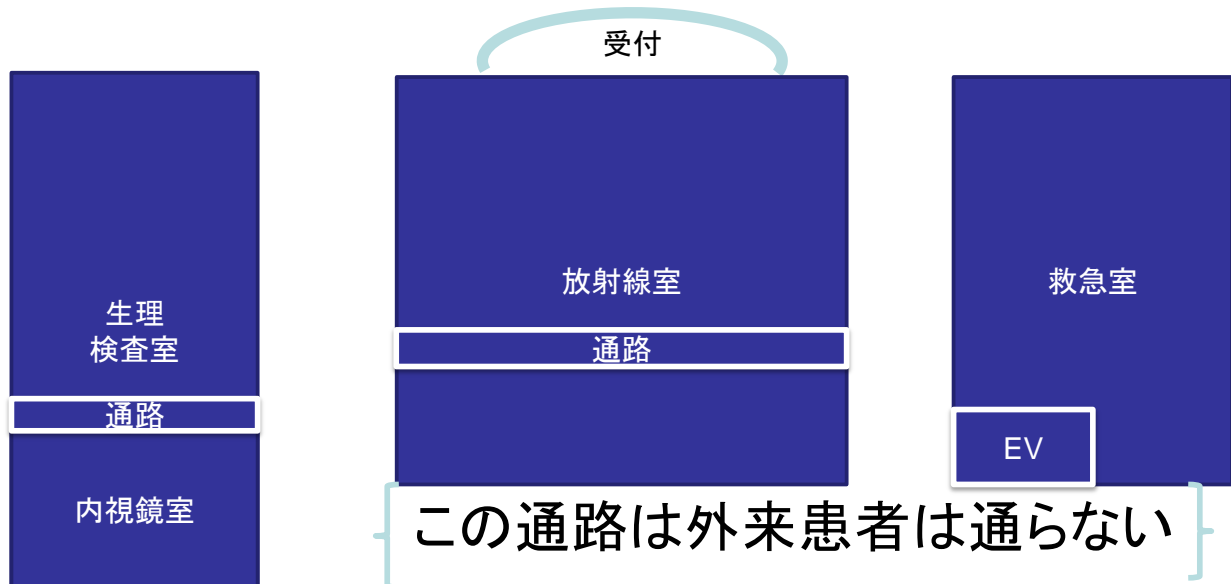 受付
生理
検査室
通路
内視鏡室
放射線室
通路
救急室
EV
この通路は外来患者は通らない